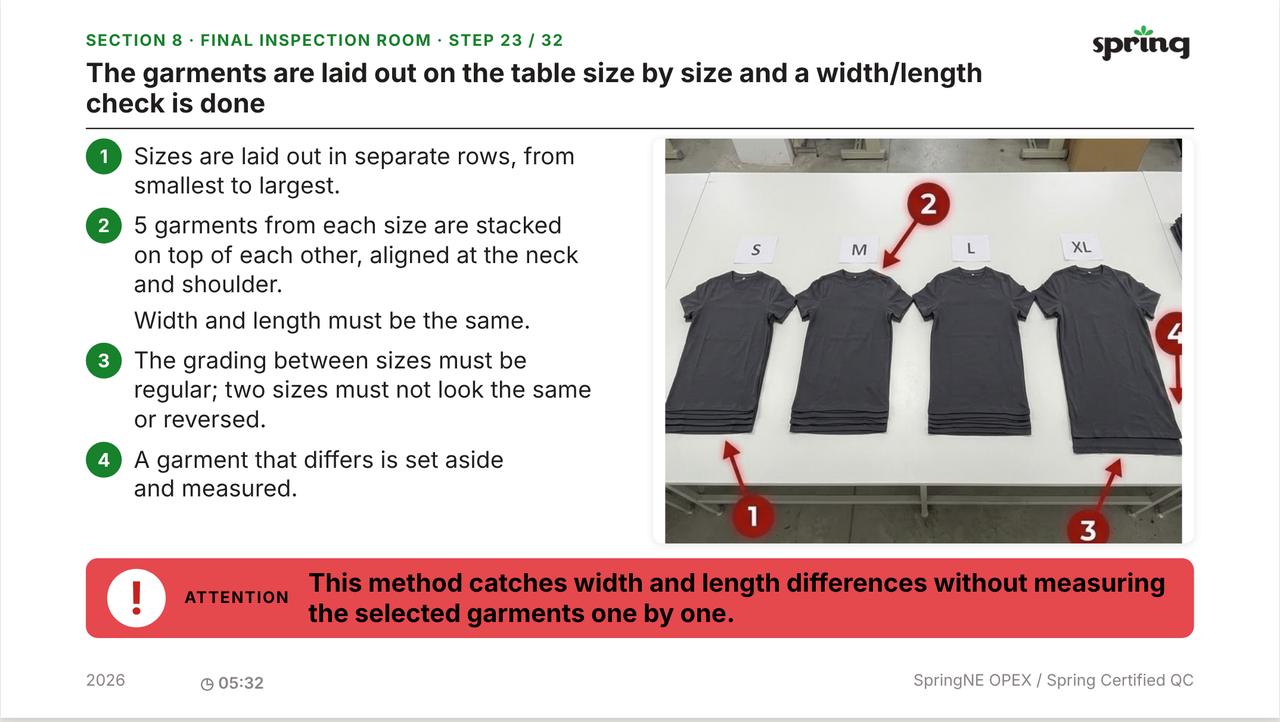 SECTION 8 · FINAL INSPECTION ROOM · STEP 23 / 32
spring
The garments are laid out on the table size by size and a width/length
check is done
1 Sizes are laid out in separate rows, from
smallest to largest.
2 5 garments from each size are stacked
on top of each other, aligned at the neck
and shoulder.
Width and length must be the same.
3 The grading between sizes must be
regular; two sizes must not look the same
or reversed.
4 A garment that differs is set aside
and measured.
2
S M L XL
4
1
3
! ATTENTION This method catches width and length differences without measuring
the selected garments one by one.
2026 05:32 SpringNE OPEX / Spring Certified QC